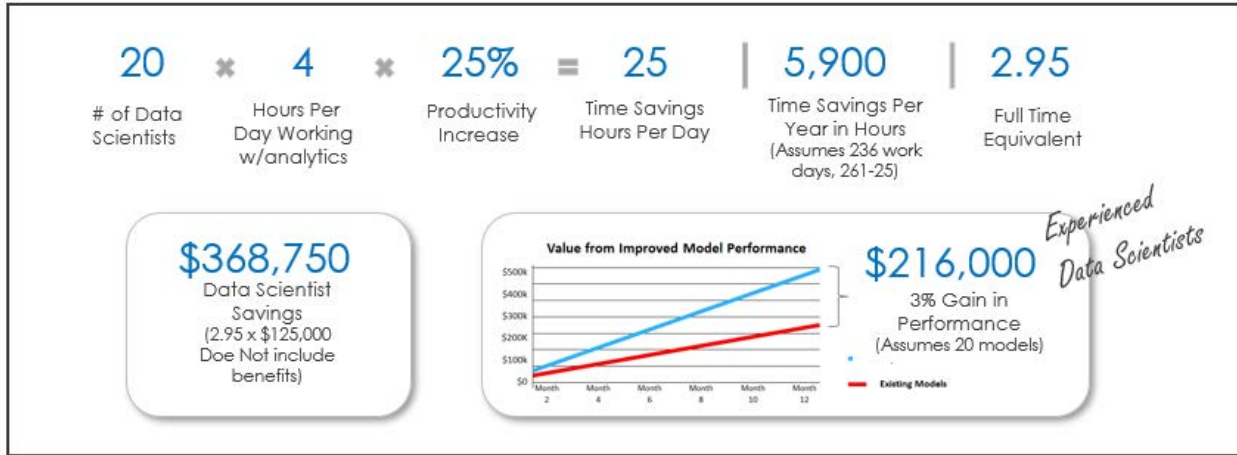 20 × 4 × 25% = 25 | 5,900 | 2.95
# of Data
Scientists
Hours Per
Day Working
w/analytics
Productivity
Increase
Time Savings
Hours Per Day
Time Savings Per
Year in Hours
(Assumes 236 work
days, 261-25)
Full Time
Equivalent
Experienced
Data Scientists
$368,750
Data Scientist
Savings
(2.95 x $125,000
Doe Not include
benefits)
Value from Improved Model Performance
$500k
$400k
$300k
$200K
$100k
$0
Month
2
Month
4
Month
6
Month
8
Month
10
Month
12
$216,000
3% Gain in
Performance
(Assumes 20 models)
Existing Models